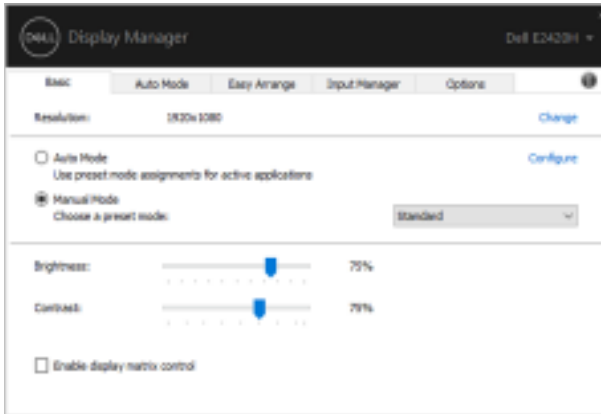 DELL Display Manager
Dell E2420H
Basic Auto Mode Easy Arrange Input Manager Options
Resolution: 1920x1080 Change
Auto Mode Configure
Use preset mode assignments for active applications
Manual Mode
Choose a preset mode: Standard
Brightness: 75%
Contrast: 75%
Enable display matrix control